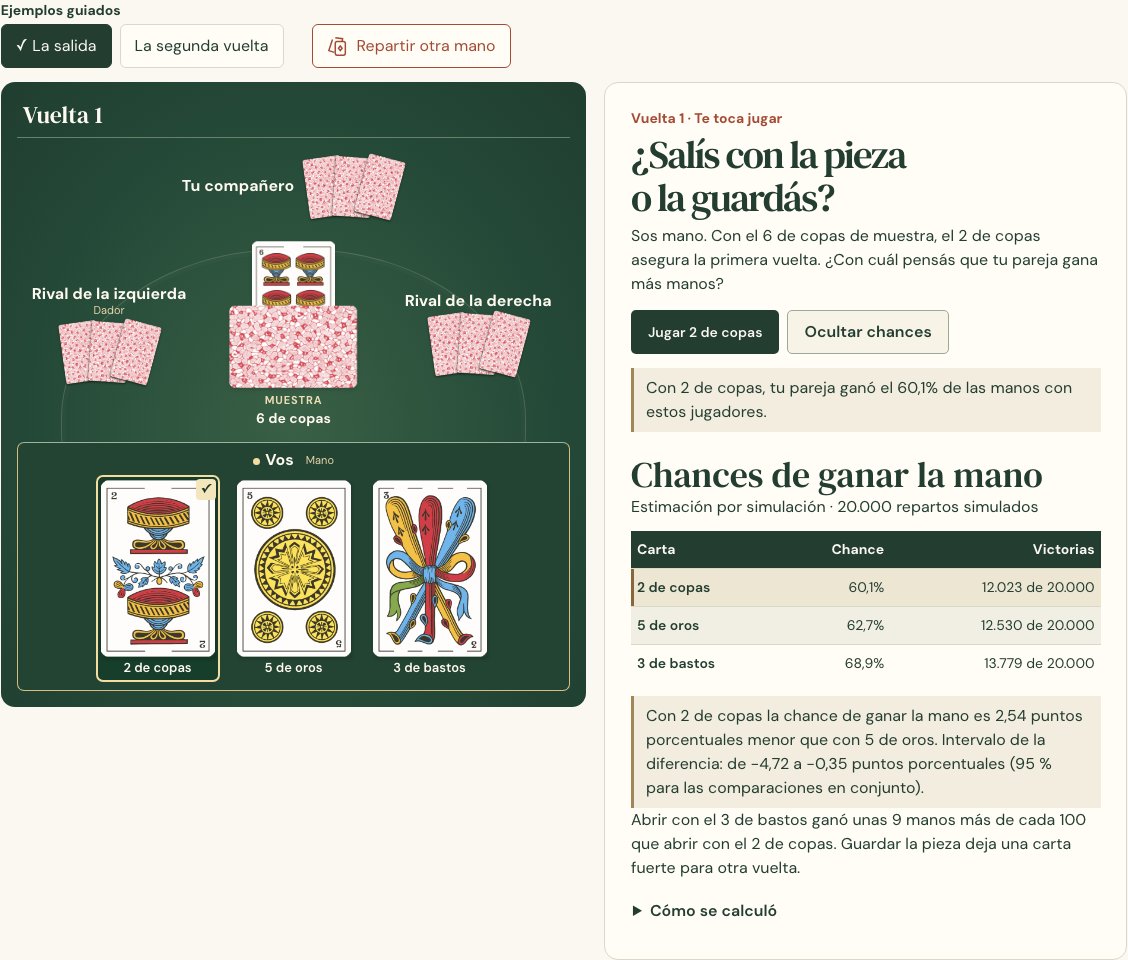 Ejemplos guiados
✓ La salida
La segunda vuelta
Repartir otra mano
Vuelta 1
Tu compañero
6
Rival de la izquierda
Dador
Rival de la derecha
MUESTRA
6 de copas
Vos Mano
2
2
2 de copas
5
5
5 de oros
3
3
3 de bastos
Vuelta 1 · Te toca jugar
¿Salís con la pieza
o la guardás?
Sos mano. Con el 6 de copas de muestra, el 2 de copas
asegura la primera vuelta. ¿Con cuál pensás que tu pareja gana
más manos?
Jugar 2 de copas
Ocultar chances
Con 2 de copas, tu pareja ganó el 60,1% de las manos con
estos jugadores.
Chances de ganar la mano
Estimación por simulación · 20.000 repartos simulados
Carta Chance Victorias
2 de copas 60,1% 12.023 de 20.000
5 de oros 62,7% 12.530 de 20.000
3 de bastos 68,9% 13.779 de 20.000
Con 2 de copas la chance de ganar la mano es 2,54 puntos
porcentuales menor que con 5 de oros. Intervalo de la
diferencia: de −4,72 a −0,35 puntos porcentuales (95 %
para las comparaciones en conjunto).
Abrir con el 3 de bastos ganó unas 9 manos más de cada 100
que abrir con el 2 de copas. Guardar la pieza deja una carta
fuerte para otra vuelta.
Cómo se calculó